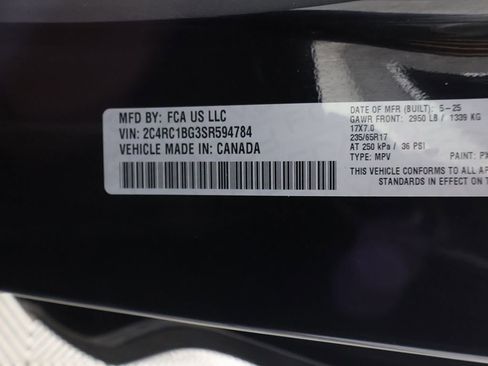 MFD BY: FCA US LLC
VIN: 2C4RC1BG3SR594784
VEHICLE MADE IN: CANADA
DATE OF MFR (BUILT): 5-25
GAWR FRONT: 2950 LB / 1339 KG
17X7.0
235/65R17
AT 250 kPa / 36 PSI
TYPE: MPV PAINT:
THIS VEHICLE CONFORMS TO ALL
STANDARDS IN EFFECT ON